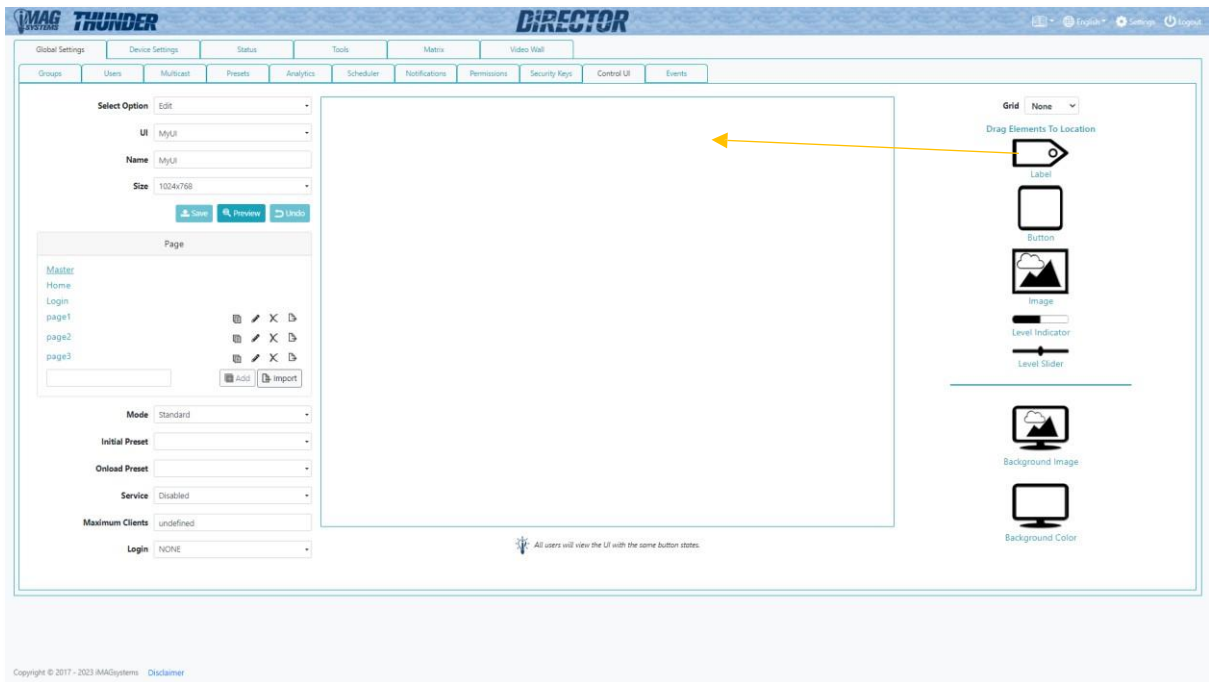 iMAG SYSTEMS THUNDER DIRECTOR English Settings Logout
Global Settings Device Settings Status Tools Matrix Video Wall
Groups Users Multicast Presets Analytics Scheduler Notifications Permissions Security Keys Control UI Events
Select Option Edit
UI MyUI
Name MyUI
Size 1024x768
Save Preview Undo
Page
Master
Home
Login
page1
page2
page3
Add Import
Mode Standard
Initial Preset
Onload Preset
Service Disabled
Maximum Clients undefined
Login NONE
All users will view the UI with the same button states.
Grid None
Drag Elements To Location
Label
Button
Image
Level Indicator
Level Slider
Background Image
Background Color
Copyright © 2017 - 2023 iMAGsystems Disclaimer